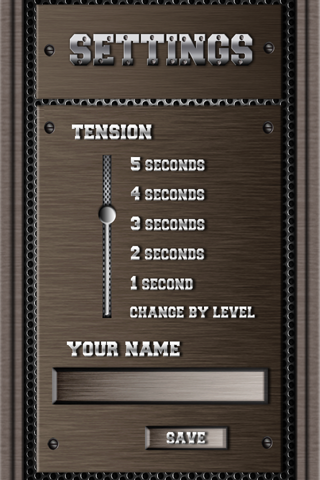 SETTINGS
TENSION
5 SECONDS
4 SECONDS
3 SECONDS
2 SECONDS
1 SECOND
CHANGE BY LEVEL
YOUR NAME
SAVE